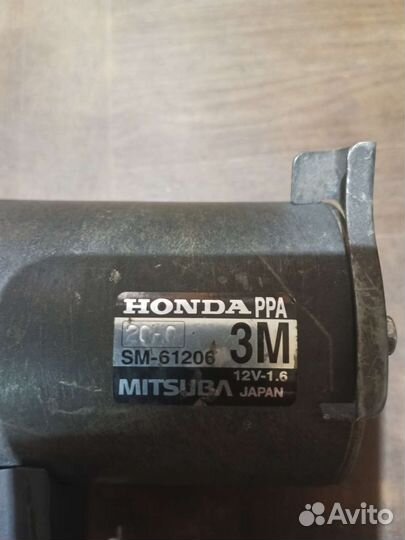 HONDA PPA
SM-61206 3M
12V-1.6
MITSUBA JAPAN
Avito